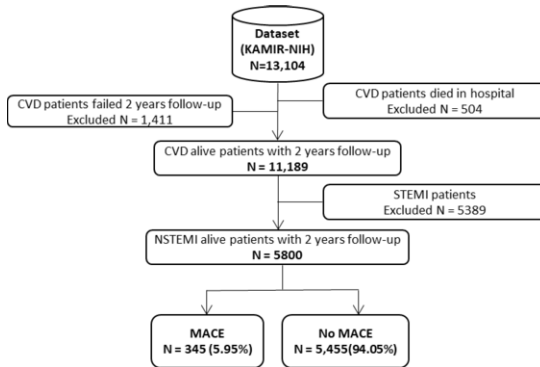 Dataset
(KAMIR-NIH)
N=13,104
CVD patients failed 2 years follow-up
Excluded N = 1,411
CVD patients died in hospital
Excluded N = 504
CVD alive patients with 2 years follow-up
N = 11,189
STEMI patients
Excluded N = 5389
NSTEMI alive patients with 2 years follow-up
N = 5800
MACE
N = 345 (5.95%)
No MACE
N = 5,455(94.05%)